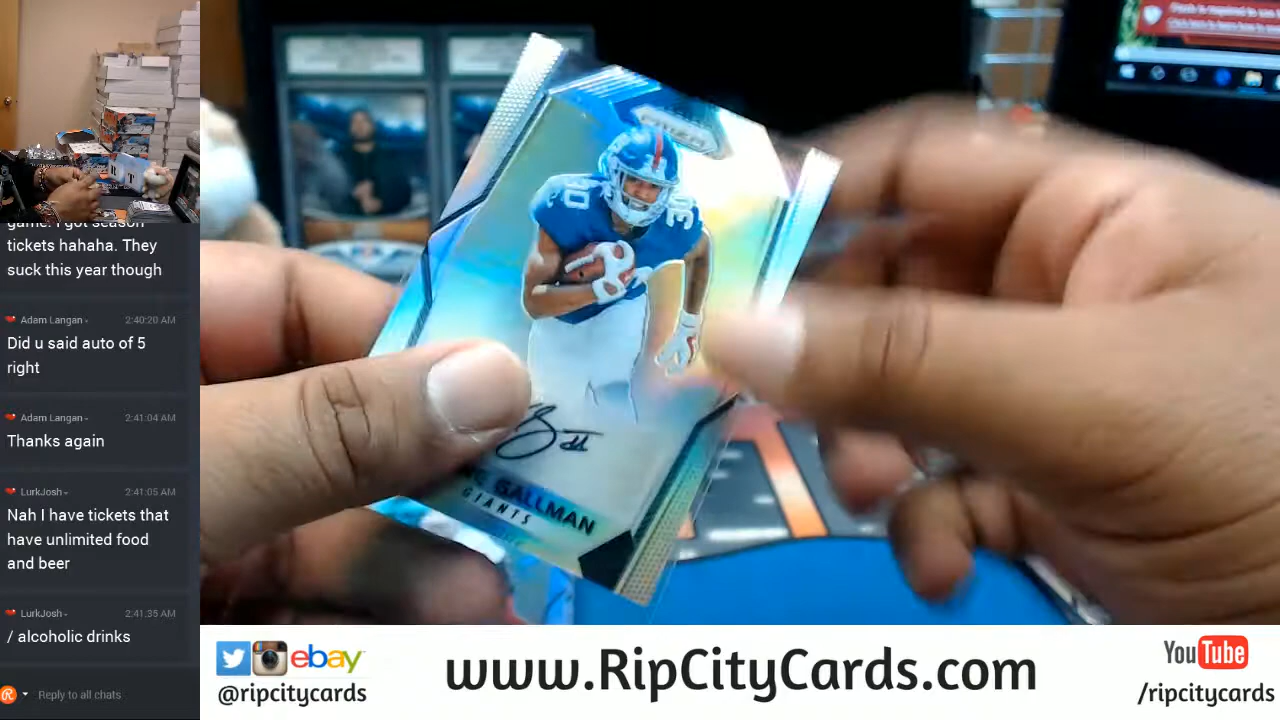 game. I got season
tickets hahaha. They
suck this year though
Adam Langan
2:40:20 AM
Did u said auto of 5
right
Adam Langan
2:41:04 AM
Thanks again
LurkJosh
2:41:05 AM
Nah I have tickets that
have unlimited food
and beer
LurkJosh
2:41:35 AM
/ alcoholic drinks
Reply to all chats
PRIZM
30
30
GALLMAN
GIANTS
ebay
@ripcitycards
www.RipCityCards.com
YouTube
/ripcitycards